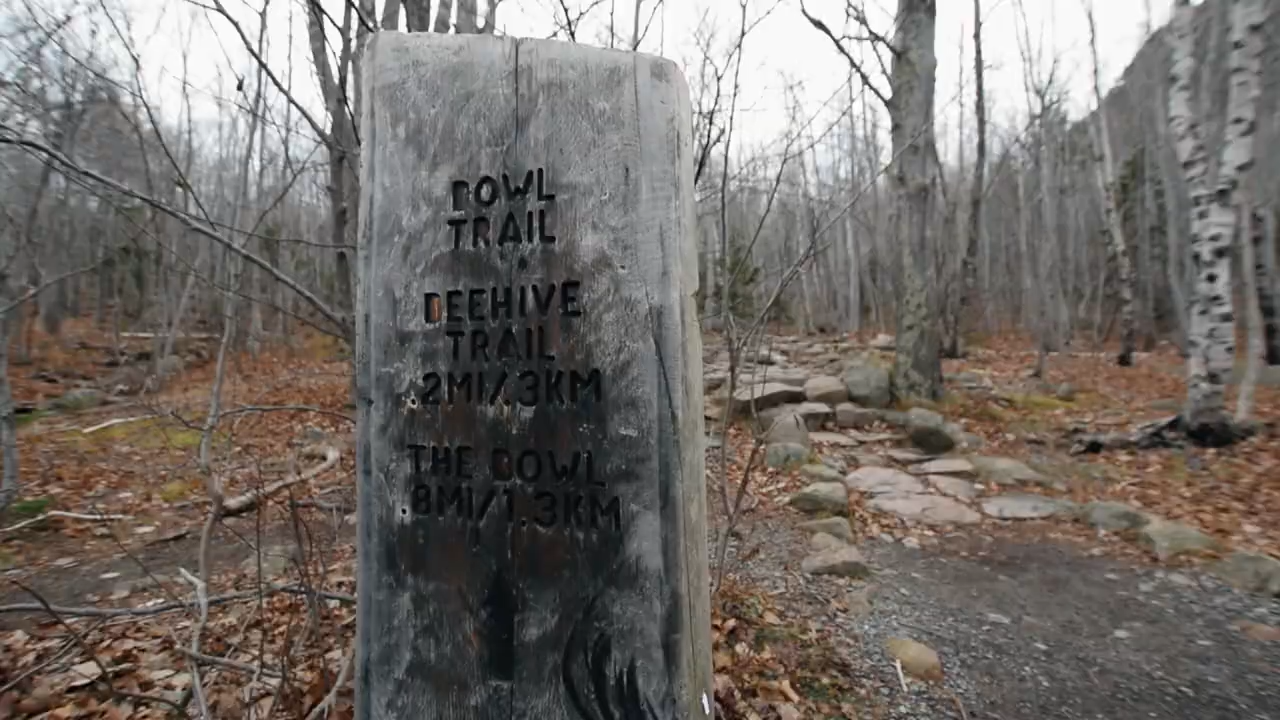 BOWL
TRAIL
BEEHIVE
TRAIL
.2MI/.3KM
THE BOWL
.8MI/1.3KM